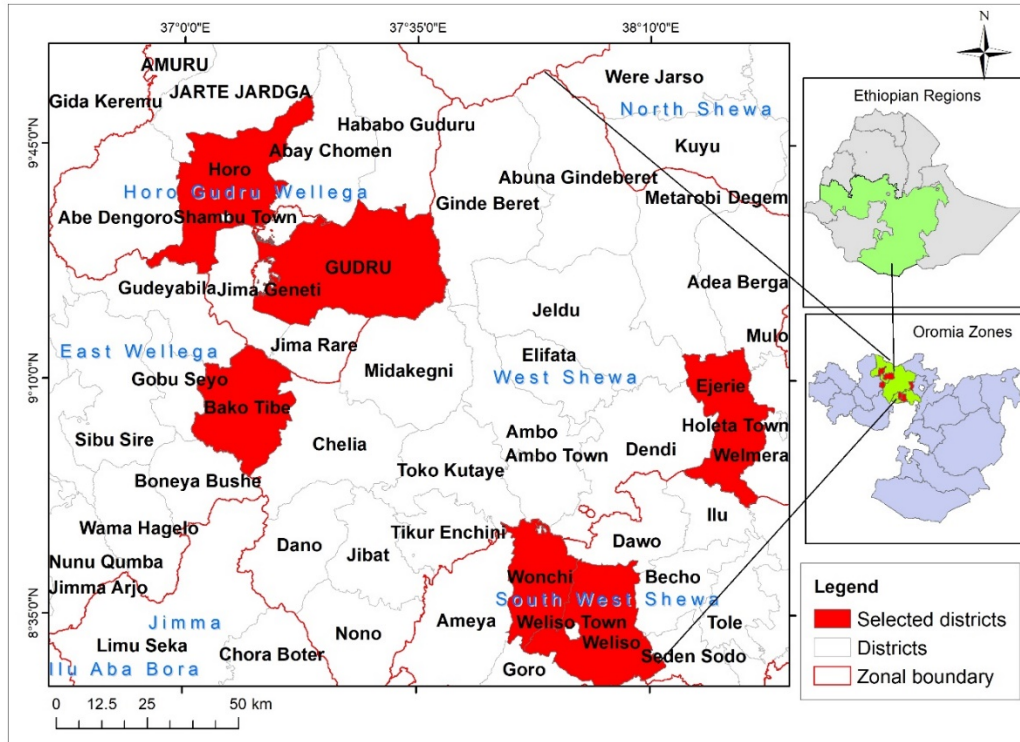 37°0'0"E
37°35'0"E
38°10'0"E
N
AMURU
Gida Keremu
JARTE JARDGA
Were Jarso
North Shewa
Hababo Guduru
Kuyu
Abay Chomen
9°45'0"N
Horo
Horo Gudru Wellega
Abuna Gindeberet
Ginde Beret
Metarobi Degem
Abe Dengoro
Shambu Town
GUDRU
Gudeyabila
Jima Geneti
Adea Berga
Jeldu
Mulo
Jima Rare
East Wellega
Elifata
Midakegni
West Shewa
9°10'0"N
Gobu Seyo
Ejerie
Bako Tibe
Holeta Town
Sibu Sire
Chelia
Ambo
Ambo Town
Dendi
Welmera
Toko Kutaye
Boneya Bushe
Ilu
Wama Hagelo
Tikur Enchini
Dano
Jibat
Dawo
Nunu Qumba
Wonchi
Becho
Jimma Arjo
South West Shewa
8°35'0"N
Jimma
Nono
Ameya
Weliso Town
Tole
Limu Seka
Weliso
Chora Boter
Seden Sodo
Ilu Aba Bora
Goro
0 12.5 25 50 km
Ethiopian Regions
Oromia Zones
Legend
Selected districts
Districts
Zonal boundary